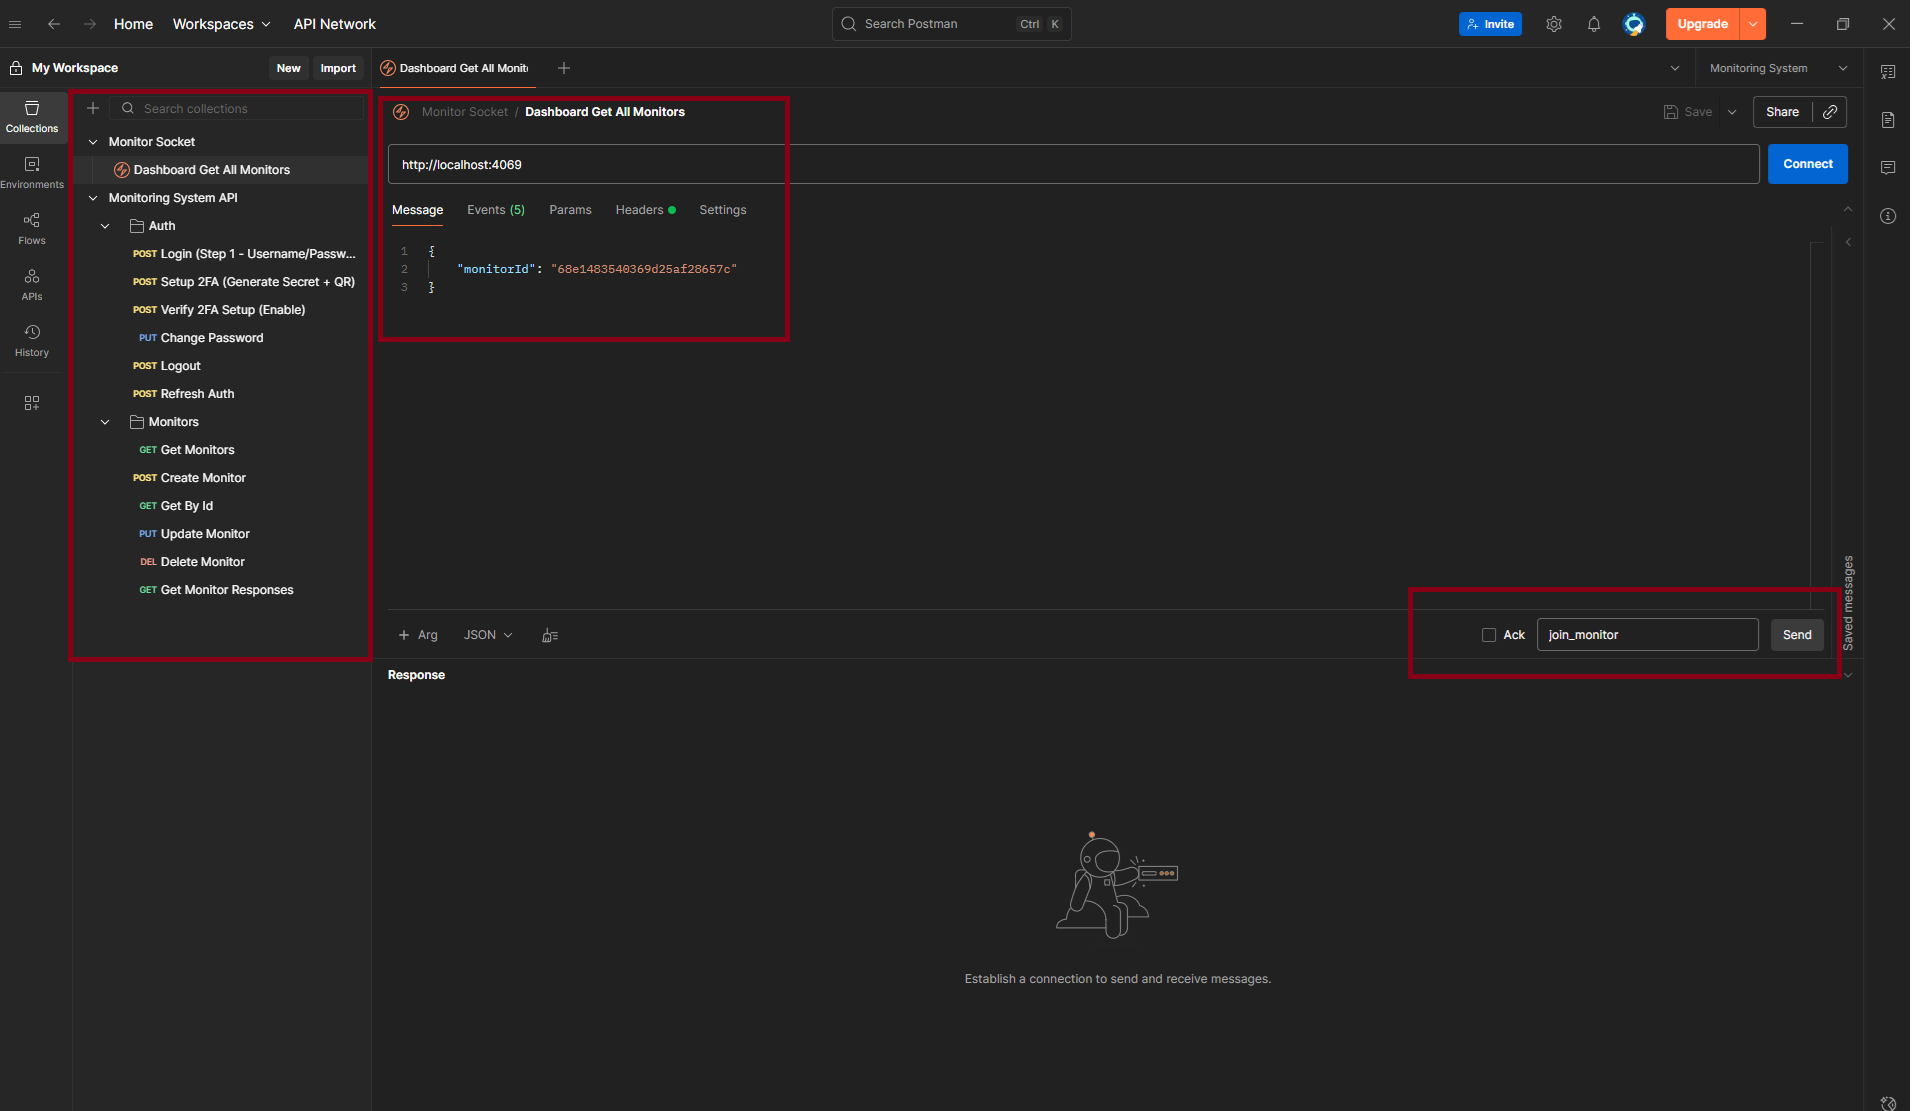 Home Workspaces API Network
Search Postman Ctrl K
Invite
Upgrade
My Workspace New Import
Dashboard Get All Monit
Monitoring System
Collections
Environments
Flows
APIs
History
Search collections
Monitor Socket
Dashboard Get All Monitors
Monitoring System API
Auth
POST Login (Step 1 - Username/Passw...
POST Setup 2FA (Generate Secret + QR)
POST Verify 2FA Setup (Enable)
PUT Change Password
POST Logout
POST Refresh Auth
Monitors
GET Get Monitors
POST Create Monitor
GET Get By Id
PUT Update Monitor
DEL Delete Monitor
GET Get Monitor Responses
Monitor Socket / Dashboard Get All Monitors
Save
Share
http://localhost:4069
Connect
Message Events (5) Params Headers Settings
1 {
2 "monitorId": "68e1483540369d25af28657c"
3 }
Saved messages
+ Arg JSON
Ack join_monitor Send
Response
Establish a connection to send and receive messages.